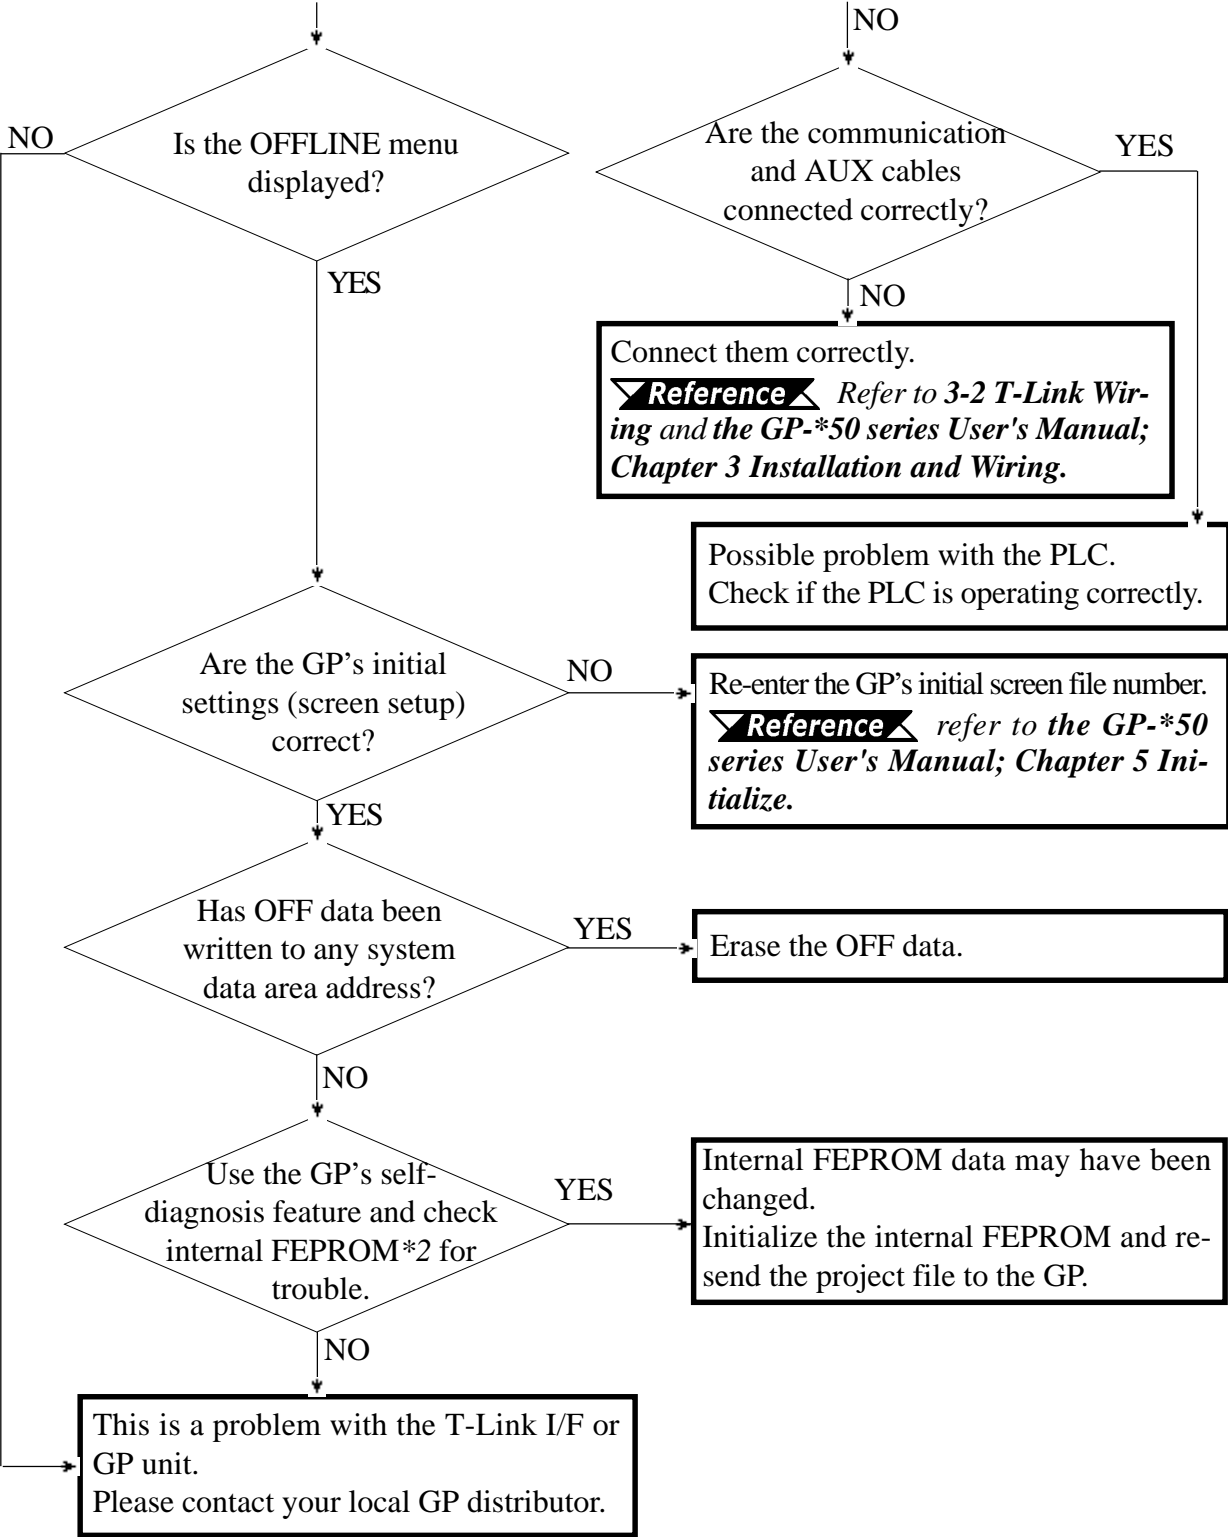 NO
Is the OFFLINE menu
displayed?
NO
YES
Are the communication
and AUX cables
connected correctly?
YES
NO
Connect them correctly.
Reference Refer to 3-2 T-Link Wir-
ing and the GP-*50 series User's Manual;
Chapter 3 Installation and Wiring.
Possible problem with the PLC.
Check if the PLC is operating correctly.
Are the GP’s initial
settings (screen setup)
correct?
NO
Re-enter the GP’s initial screen file number.
Reference refer to the GP-*50
series User's Manual; Chapter 5 Ini-
tialize.
YES
Has OFF data been
written to any system
data area address?
YES
Erase the OFF data.
NO
Use the GP’s self-
diagnosis feature and check
internal FEPROM*2 for
trouble.
YES
Internal FEPROM data may have been
changed.
Initialize the internal FEPROM and re-
send the project file to the GP.
NO
This is a problem with the T-Link I/F or
GP unit.
Please contact your local GP distributor.